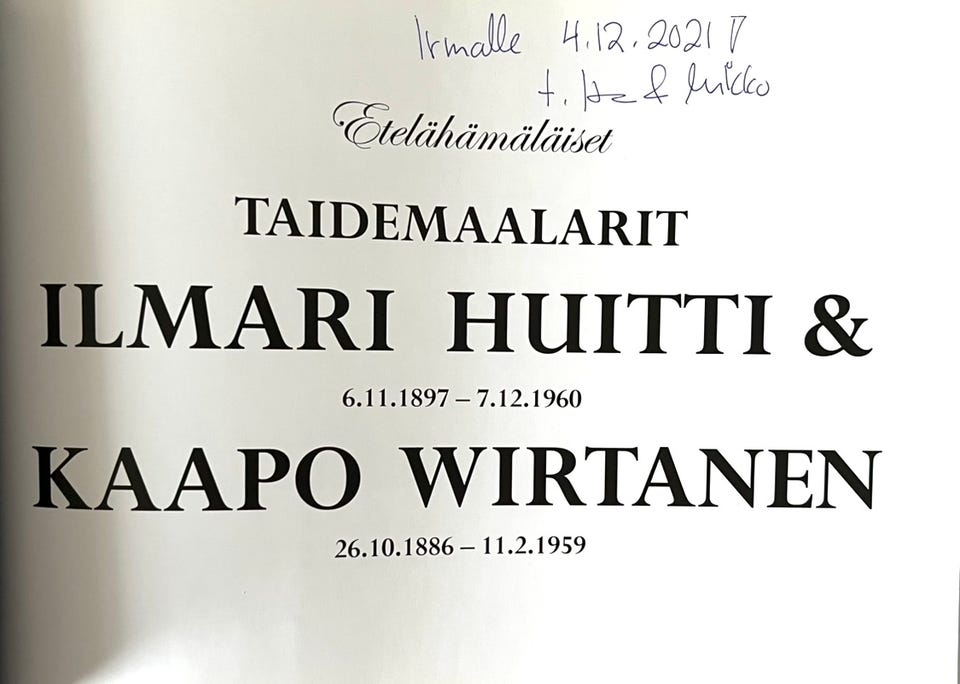 Irmalle 4.12.2021
t. & Mikko
Etelähämäläiset
TAIDEMAALARIT
ILMARI HUITTI &
6.11.1897 – 7.12.1960
KAAPO WIRTANEN
26.10.1886 – 11.2.1959